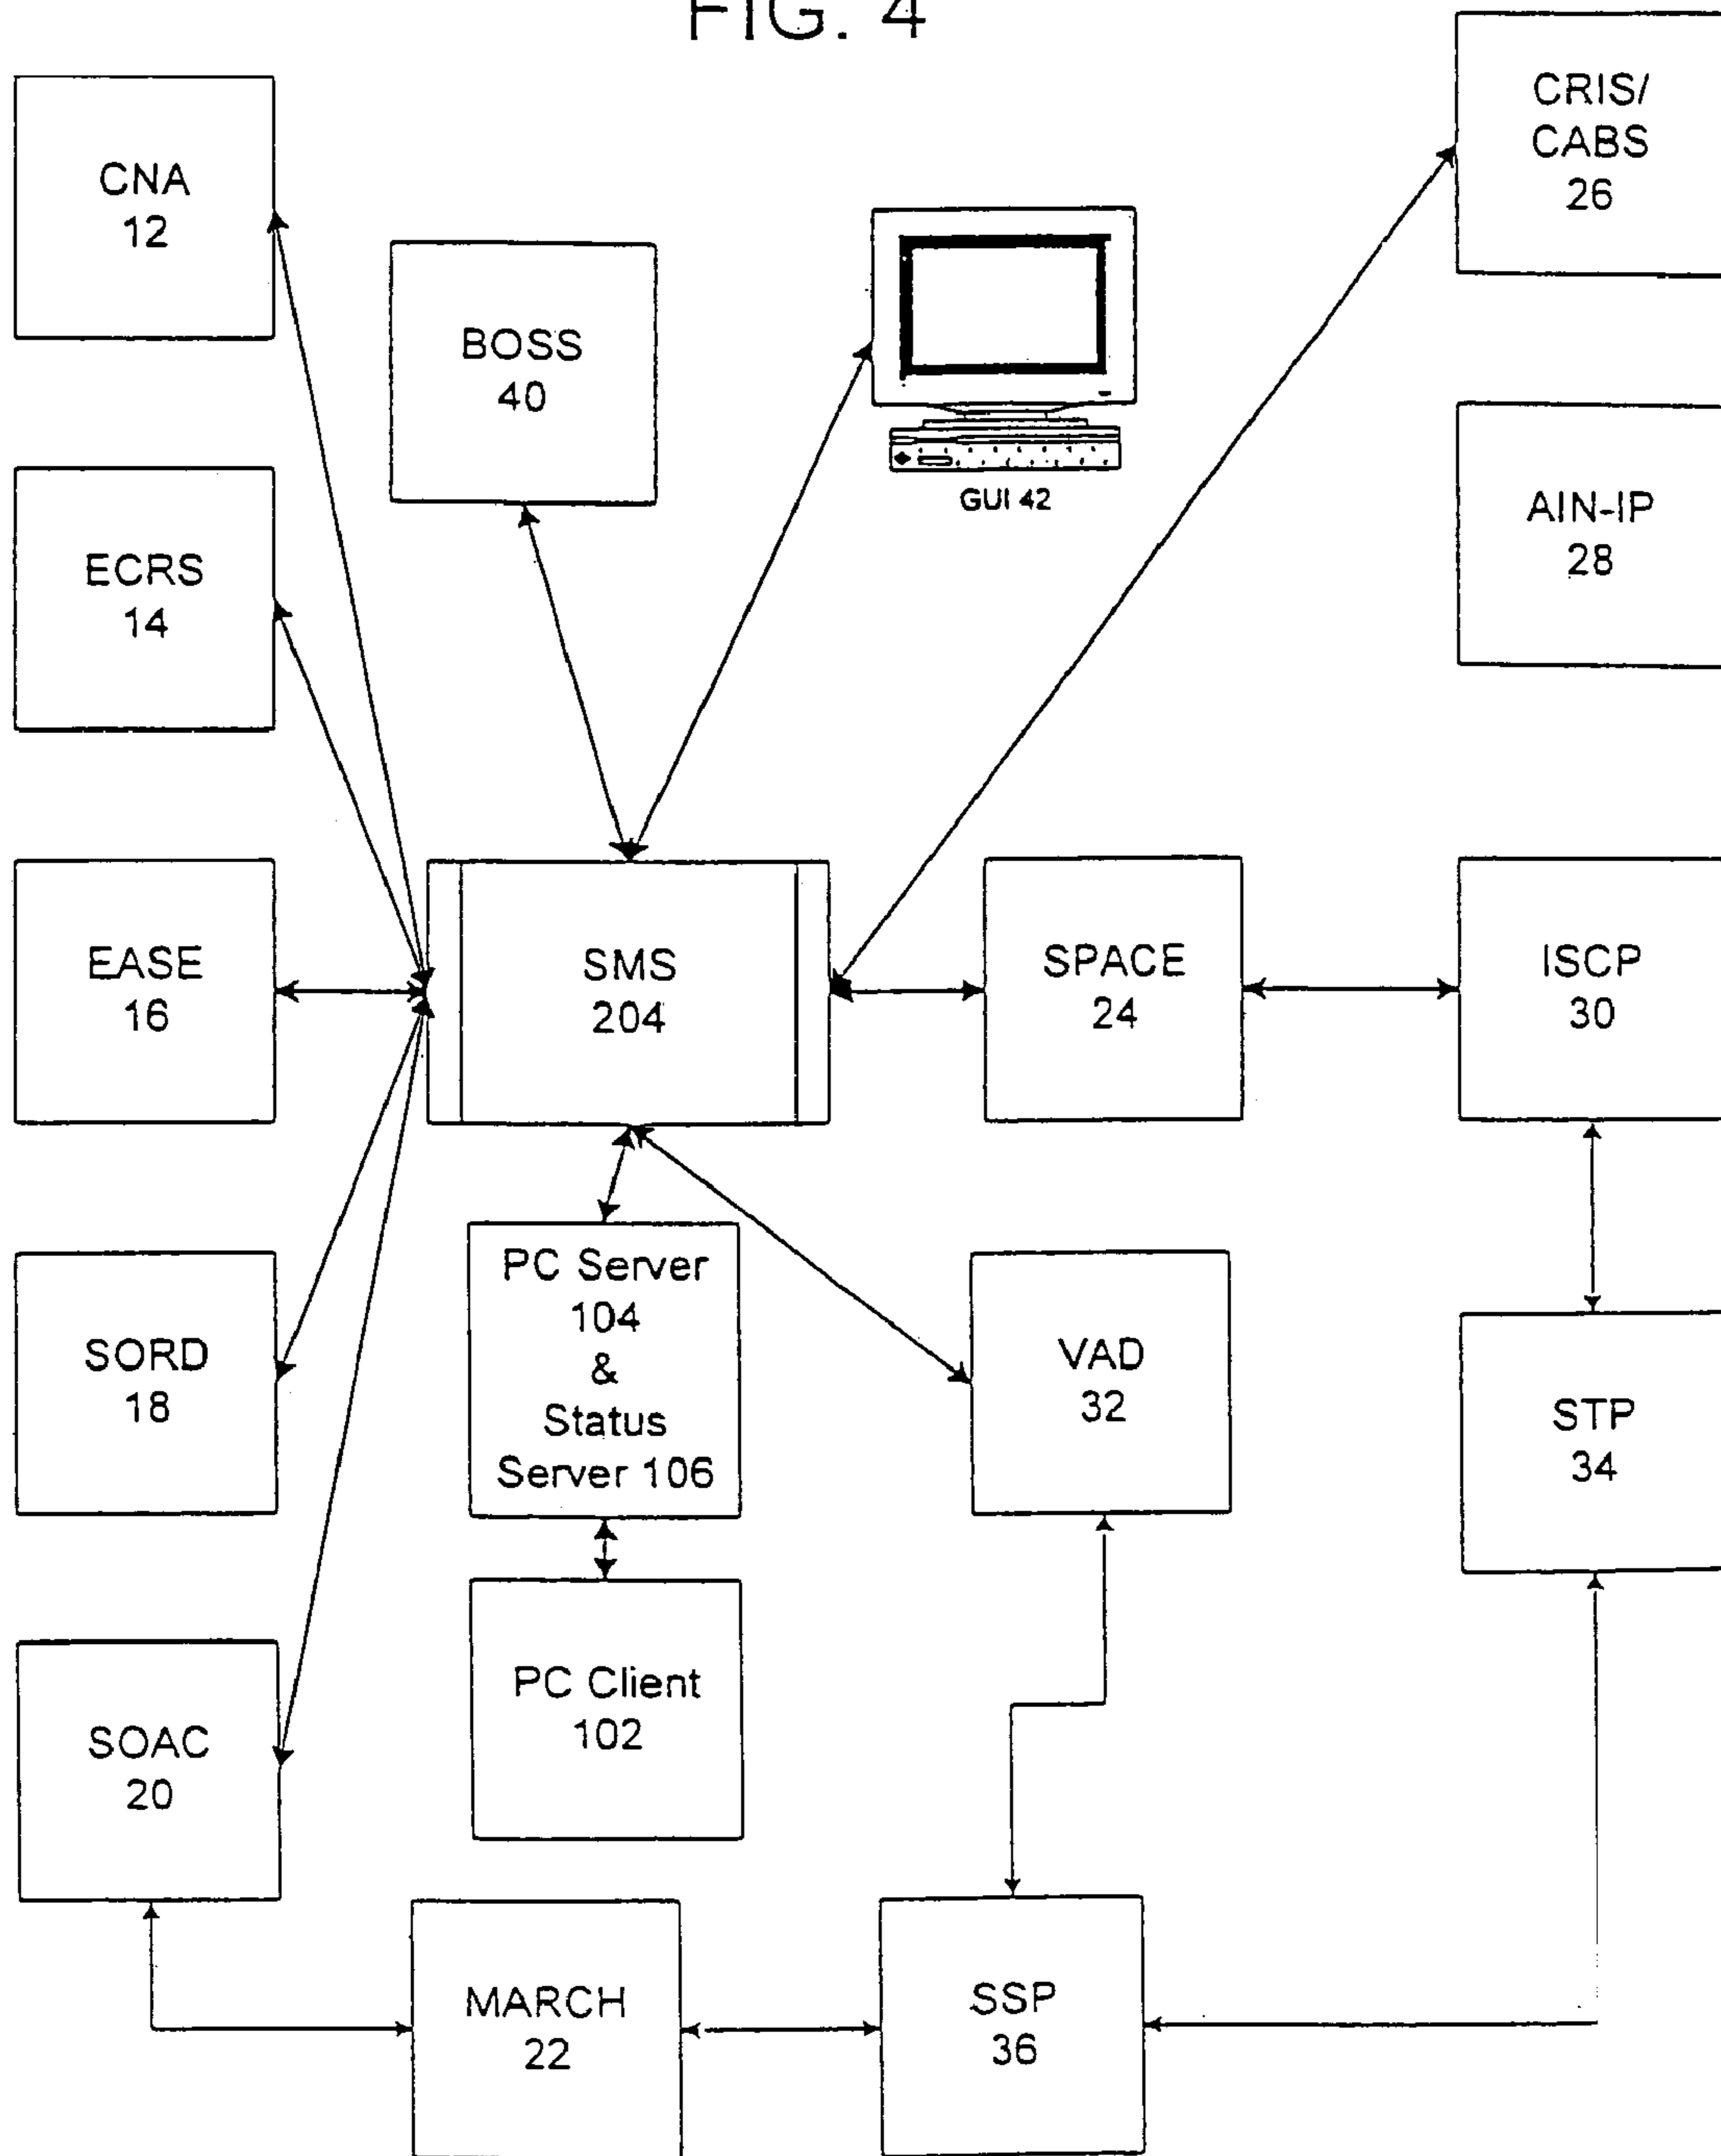 FIG. 4
CNA
12
BOSS
40
GUI 42
CRIS/
CABS
26
ECRS
14
AIN-IP
28
EASE
16
SMS
204
SPACE
24
ISCP
30
SORD
18
PC Server
104
&
Status
Server 106
VAD
32
STP
34
SOAC
20
PC Client
102
MARCH
22
SSP
36